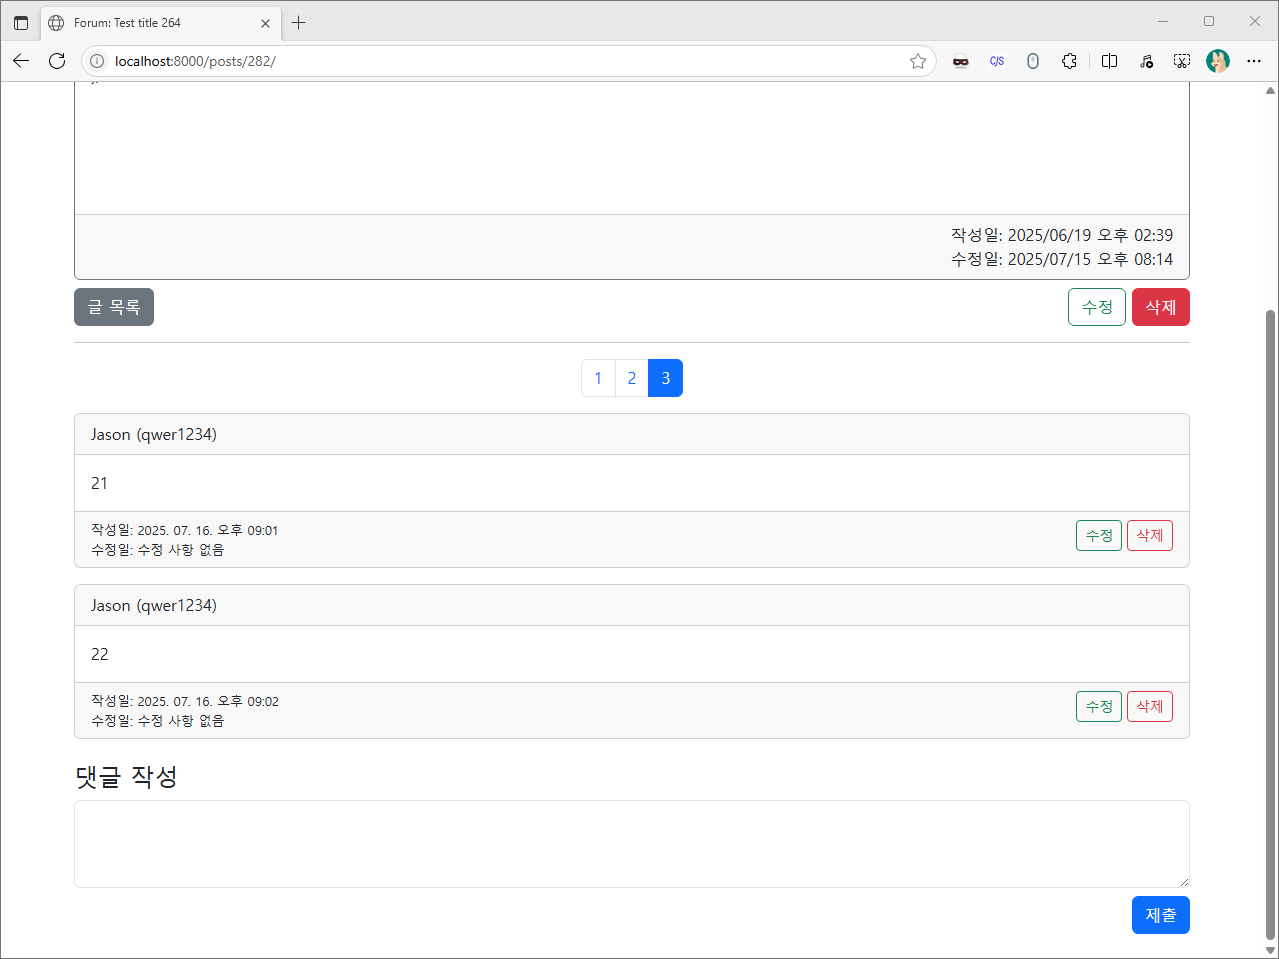 Forum: Test title 264
localhost:8000/posts/282/
C/S
작성일: 2025/06/19 오후 02:39
수정일: 2025/07/15 오후 08:14
글 목록
수정 삭제
1 2 3
Jason (qwer1234)
21
작성일: 2025. 07. 16. 오후 09:01
수정일: 수정 사항 없음
수정 삭제
Jason (qwer1234)
22
작성일: 2025. 07. 16. 오후 09:02
수정일: 수정 사항 없음
수정 삭제
댓글 작성
제출